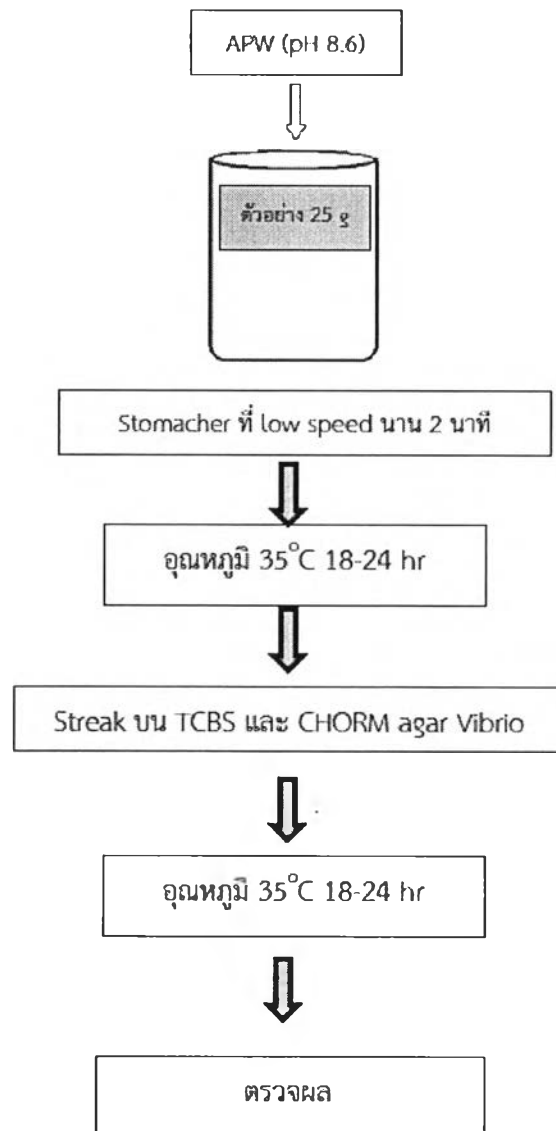 APW (pH 8.6)
ตัวอย่าง 25 g
Stomacher ที่ low speed นาน 2 นาที
อุณหภูมิ 35°C 18-24 hr
Streak บน TCBS และ CHORM agar Vibrio
อุณหภูมิ 35°C 18-24 hr
ตรวจผล